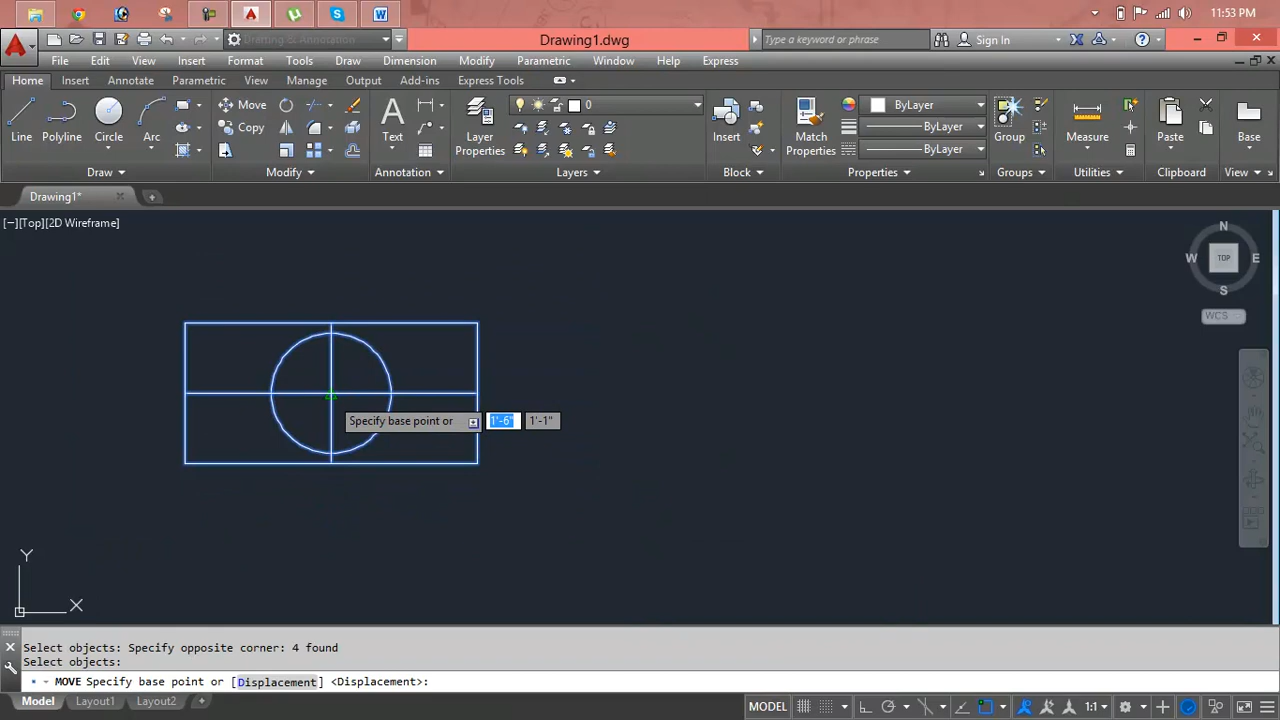 11:53 PM
Drafting & Annotation
Drawing1.dwg
Type a keyword or phrase
Sign In
File Edit View Insert Format Tools Draw Dimension Modify Parametric Window Help Express
Home Insert Annotate Parametric View Manage Output Add-ins Express Tools
Move
Copy
0
ByLayer
ByLayer
ByLayer
Line Polyline Circle Arc Text Layer Properties Insert Match Properties Group Measure Paste Base
Draw Modify Annotation Layers Block Properties Groups Utilities Clipboard View
Drawing1*
[−][Top][2D Wireframe]
N
W TOP E
S
WCS
Specify base point or 1'-6" 1'-1"
Y
X
Select objects: Specify opposite corner: 4 found
Select objects:
MOVE Specify base point or [Displacement] <Displacement>:
Model Layout1 Layout2 +
MODEL 1:1